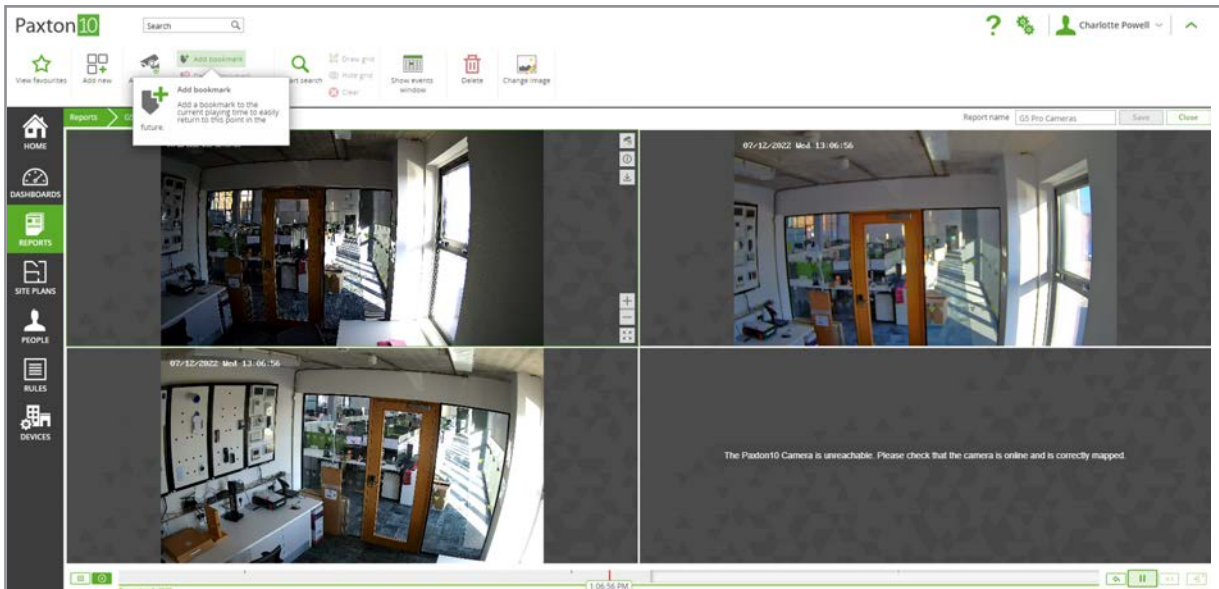 Paxton10
Search
Charlotte Powell
View favourites
Add new
Add bookmark
search
Draw grid
Hide grid
Clear
Show events
window
Delete
Change image
Add bookmark
Add a bookmark to the
current playing time to easily
return to this point in the
future.
Reports
Report name
G5 Pro Cameras
Save
Close
HOME
DASHBOARDS
REPORTS
SITE PLANS
PEOPLE
RULES
DEVICES
07/12/2022 Wed 13:06:56
07/12/2022 Wed 13:06:56
The Paxton10 Camera is unreachable. Please check that the camera is online and is correctly mapped.
1:06:56 PM